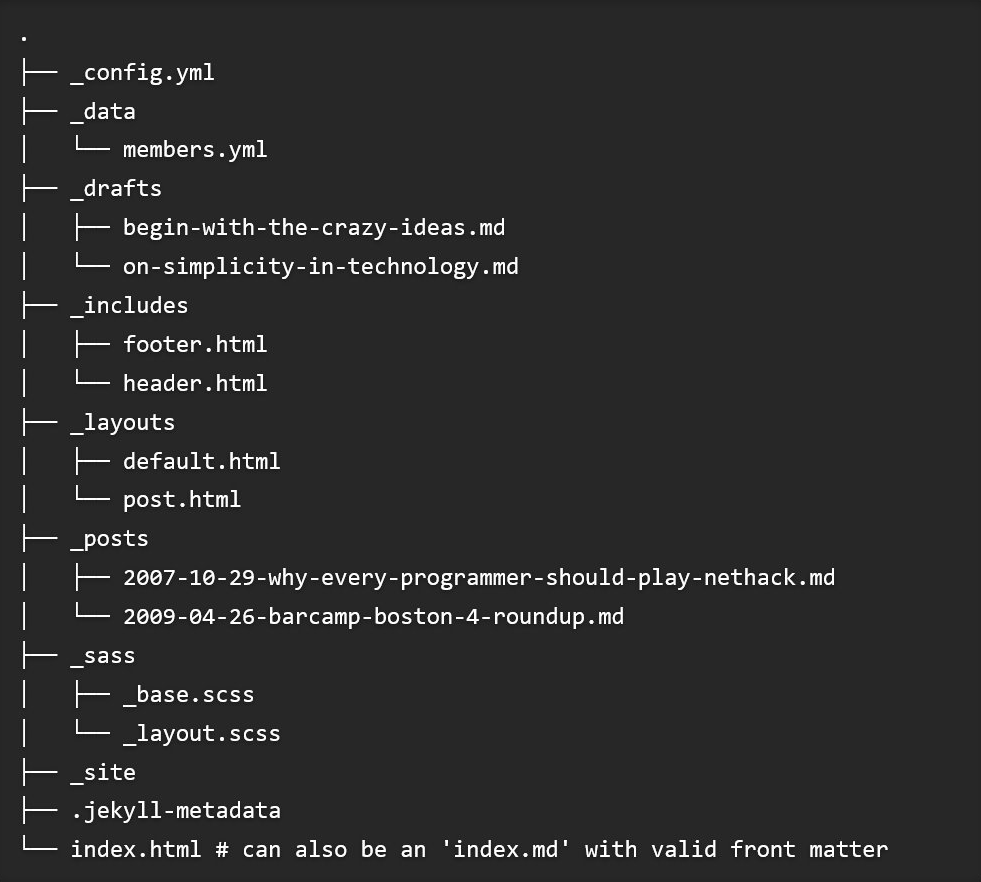 .
├── _config.yml
├── _data
│   └── members.yml
├── _drafts
│   ├── begin-with-the-crazy-ideas.md
│   └── on-simplicity-in-technology.md
├── _includes
│   ├── footer.html
│   └── header.html
├── _layouts
│   ├── default.html
│   └── post.html
├── _posts
│   ├── 2007-10-29-why-every-programmer-should-play-nethack.md
│   └── 2009-04-26-barcamp-boston-4-roundup.md
├── _sass
│   ├── _base.scss
│   └── _layout.scss
├── _site
├── .jekyll-metadata
└── index.html # can also be an 'index.md' with valid front matter